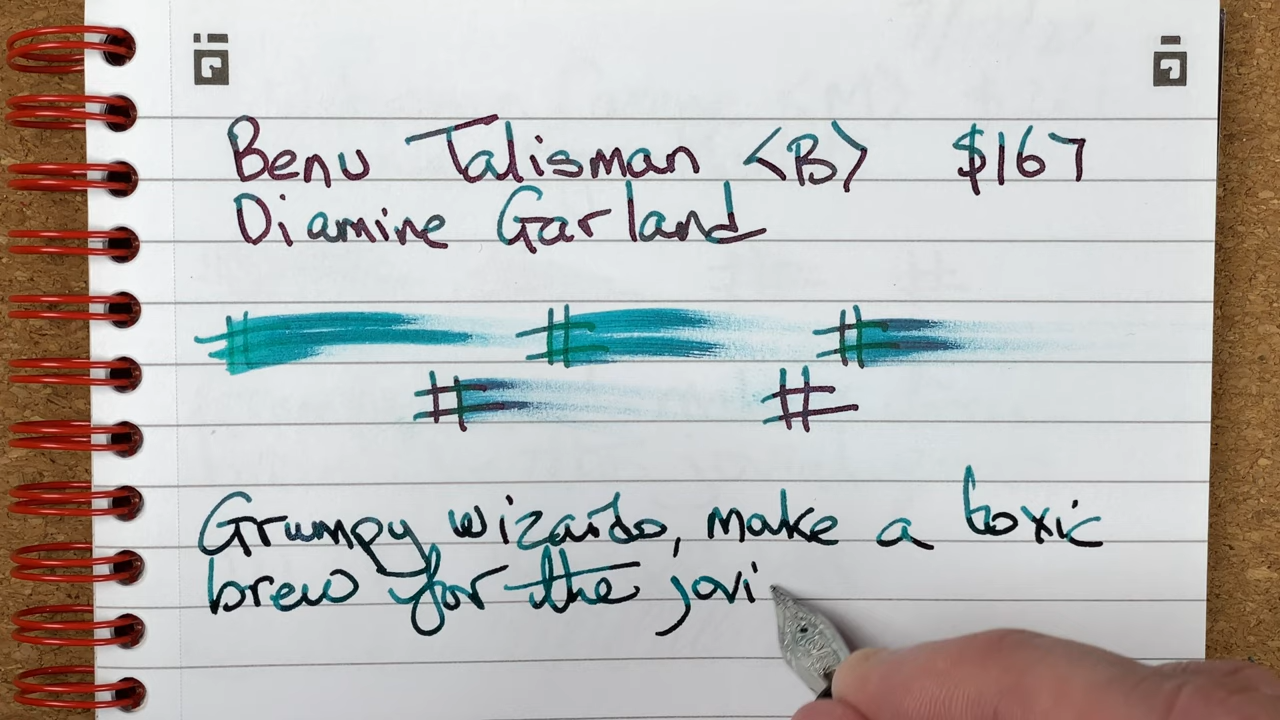 Benu Talisman <B> $167
Diamine Garland
# # #
# #
Grumpy wizards, make a toxic
brew for the jovi